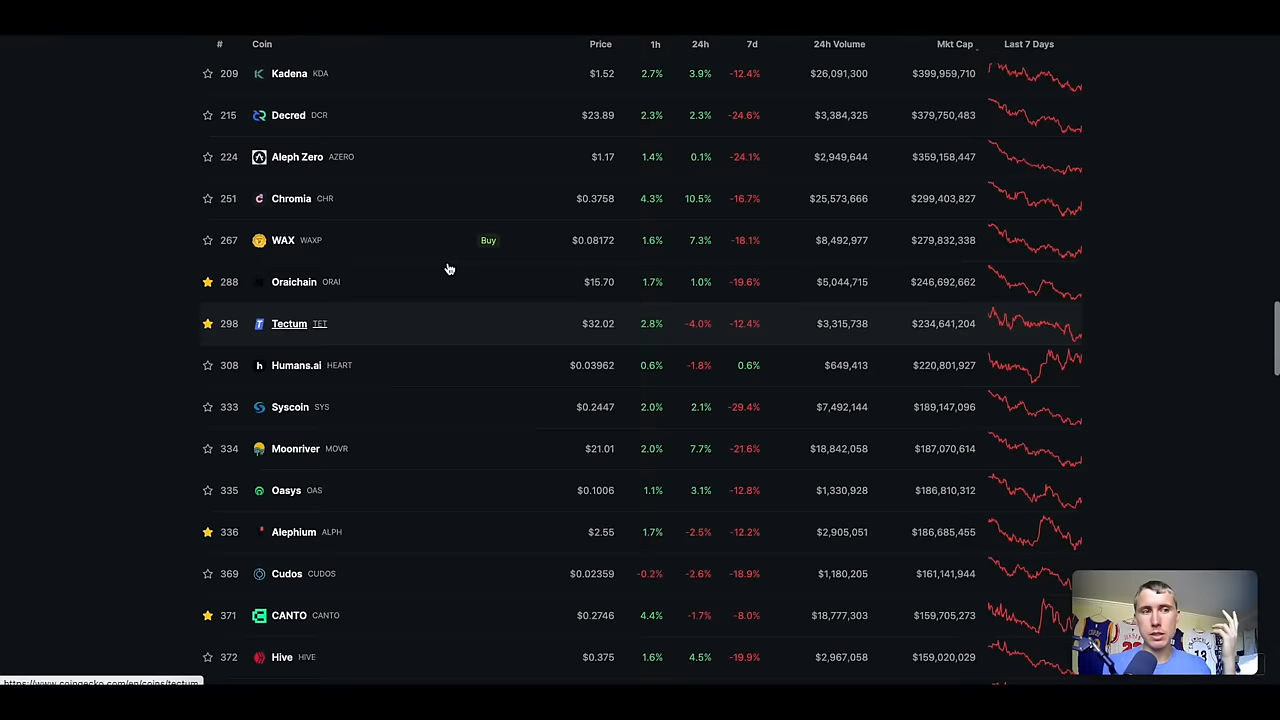 # Coin Price 1h 24h 7d 24h Volume Mkt Cap Last 7 Days
209 Kadena KDA $1.52 2.7% 3.9% -12.4% $26,091,300 $399,959,710
215 Decred DCR $23.89 2.3% 2.3% -24.6% $3,384,325 $379,750,483
224 Aleph Zero AZERO $1.17 1.4% 0.1% -24.1% $2,949,644 $359,158,447
251 Chromia CHR $0.3758 4.3% 10.5% -16.7% $25,573,666 $299,403,827
267 WAX WAXP Buy $0.08172 1.6% 7.3% -18.1% $8,492,977 $279,832,338
288 Oraichain ORAI $15.70 1.7% 1.0% -19.6% $5,044,715 $246,692,662
298 Tectum TET $32.02 2.8% -4.0% -12.4% $3,315,738 $234,641,204
308 Humans.ai HEART $0.03962 0.6% -1.8% 0.6% $649,413 $220,801,927
333 Syscoin SYS $0.2447 2.0% 2.1% -29.4% $7,492,144 $189,147,096
334 Moonriver MOVR $21.01 2.0% 7.7% -21.6% $18,842,058 $187,070,614
335 Oasys OAS $0.1006 1.1% 3.1% -12.8% $1,330,928 $186,810,312
336 Alephium ALPH $2.55 1.7% -2.5% -12.2% $2,905,051 $186,685,455
369 Cudos CUDOS $0.02359 -0.2% -2.6% -18.9% $1,180,205 $161,141,944
371 CANTO CANTO $0.2746 4.4% -1.7% -8.0% $18,777,303 $159,705,273
372 Hive HIVE $0.375 1.6% 4.5% -19.9% $2,967,058 $159,020,029
https://www.coingecko.com/en/coins/tectum